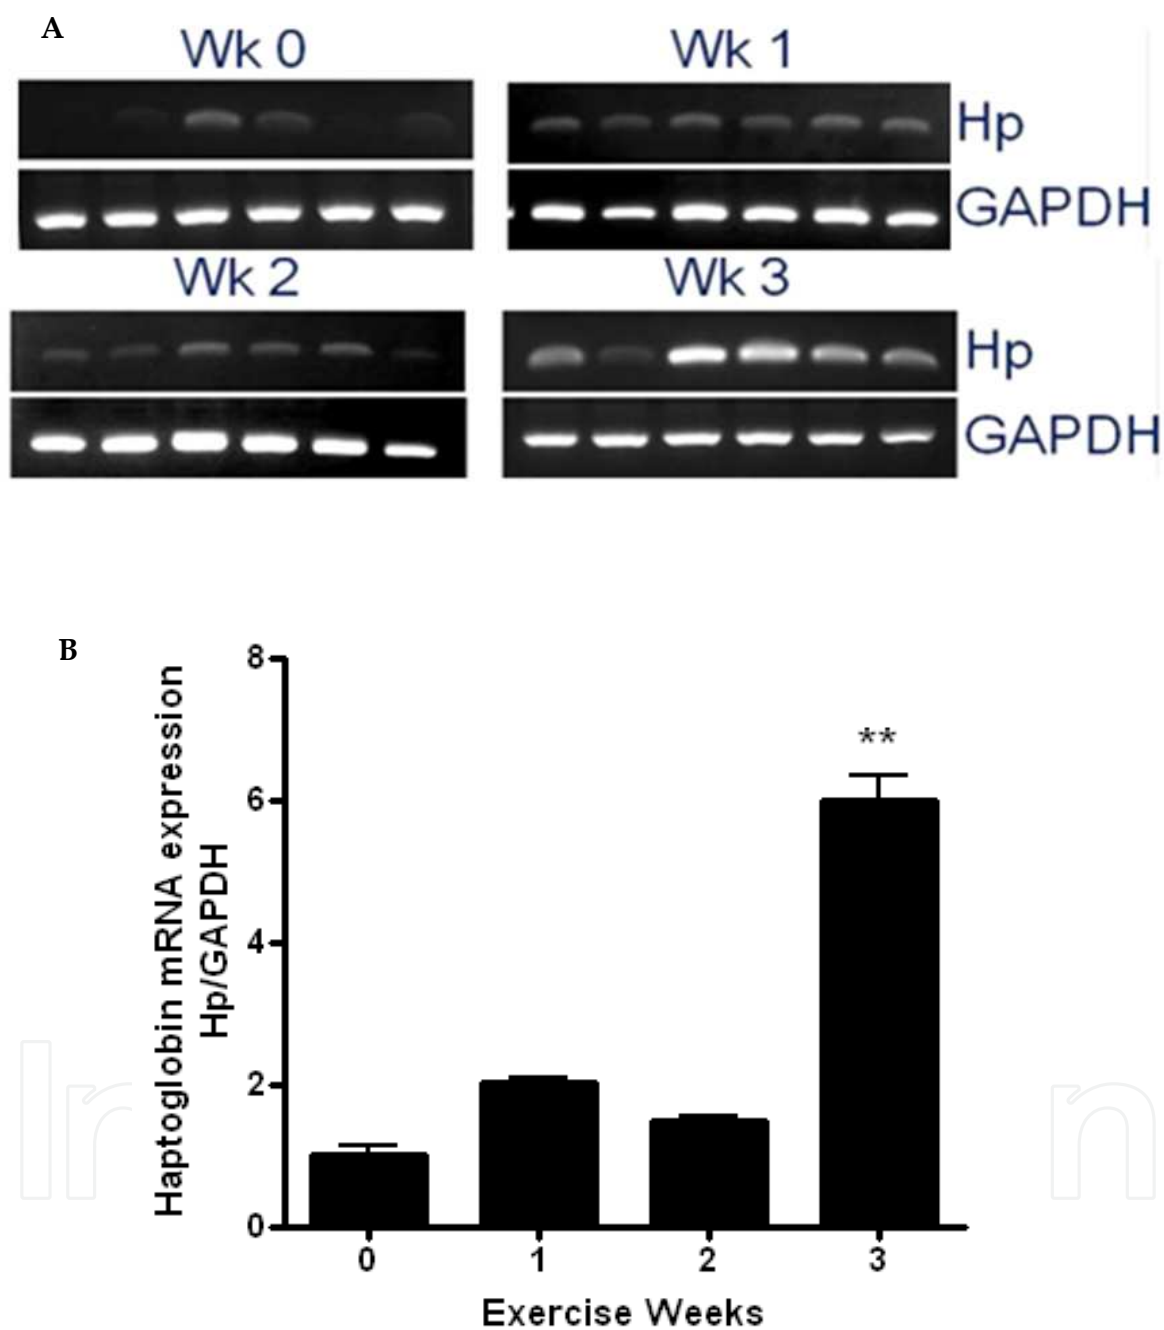 A
Wk 0
Wk 1
Hp
GAPDH
Wk 2
Wk 3
Hp
GAPDH
B
Haptoglobin mRNA expression
Hp/GAPDH
8
6
4
2
0
**
0 1 2 3
Exercise Weeks
In
n